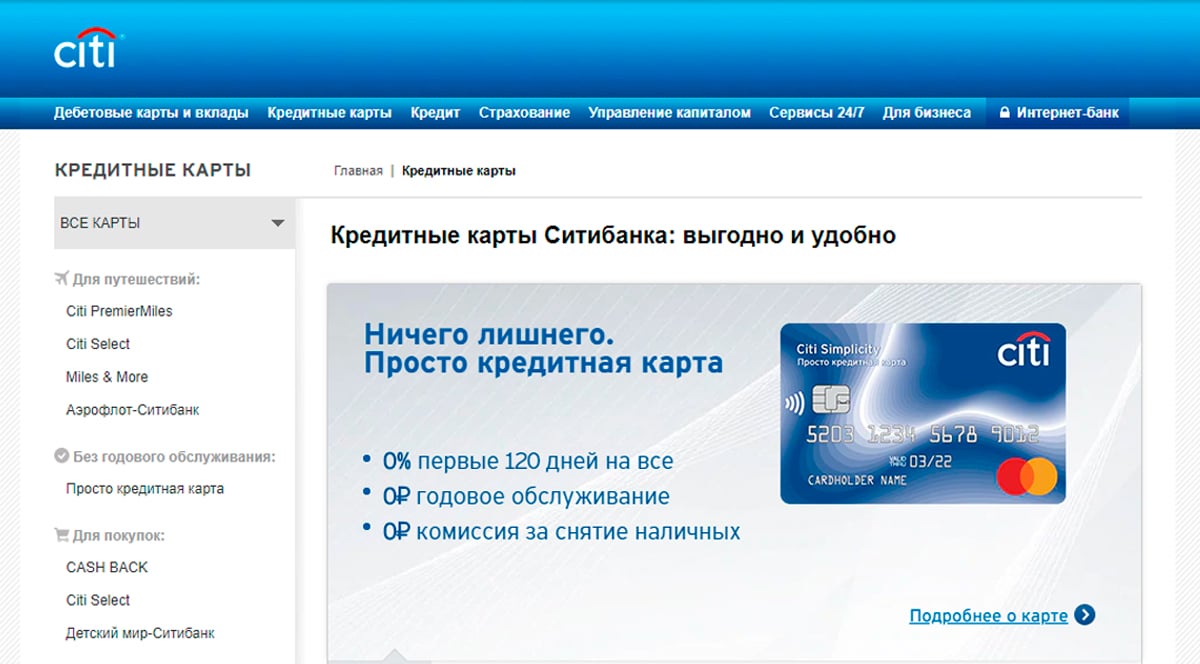 citi
Дебетовые карты и вклады Кредитные карты Кредит Страхование Управление капиталом Сервисы 24/7 Для бизнеса Интернет-банк
КРЕДИТНЫЕ КАРТЫ
Главная | Кредитные карты
ВСЕ КАРТЫ
Для путешествий:
Citi PremierMiles
Citi Select
Miles & More
Аэрофлот-Ситибанк
Без годового обслуживания:
Просто кредитная карта
Для покупок:
CASH BACK
Citi Select
Детский мир-Ситибанк
Кредитные карты Ситибанка: выгодно и удобно
Ничего лишнего.
Просто кредитная карта
• 0% первые 120 дней на все
• 0₽ годовое обслуживание
• 0₽ комиссия за снятие наличных
Citi Simplicity
Просто кредитная карта
citi
5203 1234 5678 9012
VALID
THRU 03/22
CARDHOLDER NAME
Подробнее о карте